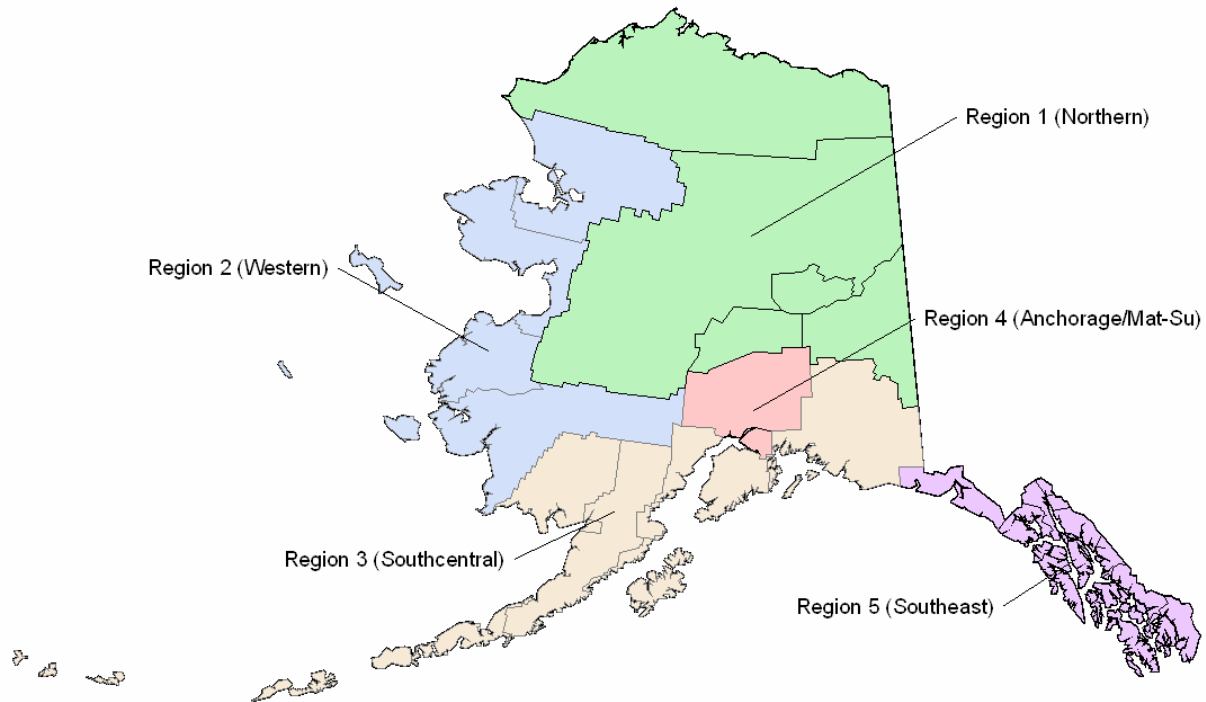 Region 1 (Northern)
Region 2 (Western)
Region 4 (Anchorage/Mat-Su)
Region 3 (Southcentral)
Region 5 (Southeast)